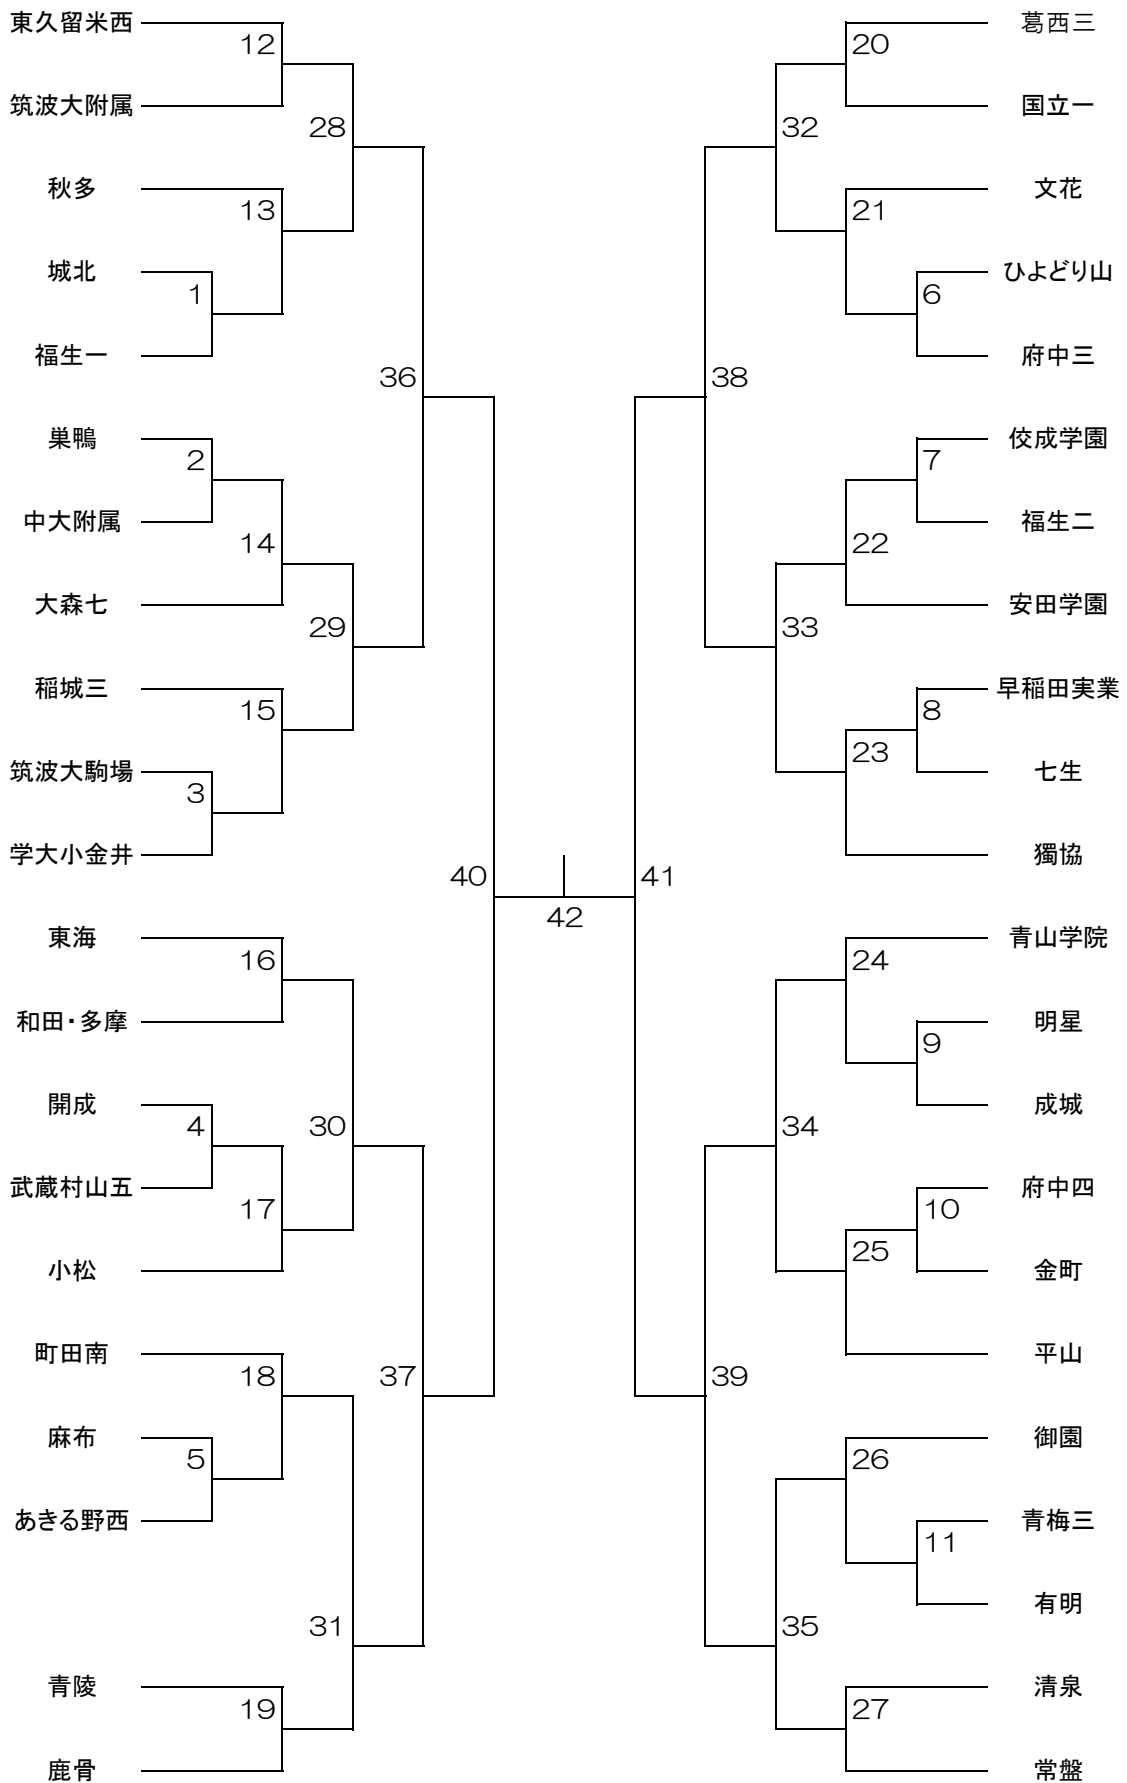 東久留米西
12
筑波大附属
28
秋多
13
城北
1
福生一
36
巣鴨
2
中大附属
14
大森七
29
稲城三
15
筑波大駒場
3
学大小金井
40
東海
16
和田・多摩
開成
4
30
武蔵村山五
17
小松
町田南
18
37
麻布
5
あきる野西
31
青陵
19
鹿骨
42
葛西三
20
国立一
32
文花
21
ひよどり山
6
府中三
38
佼成学園
7
福生二
22
安田学園
33
早稲田実業
8
23
七生
獨協
41
青山学院
24
明星
9
成城
34
府中四
10
25
金町
平山
39
御園
26
青梅三
11
有明
35
清泉
27
常盤